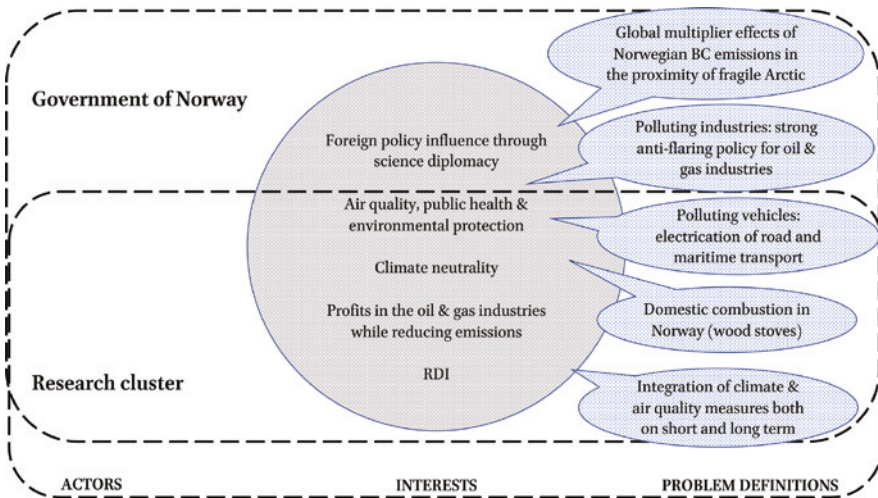 Global multiplier effects of
Norwegian BC emissions in
the proximity of fragile Arctic
Government of Norway
Foreign policy influence through
science diplomacy
Polluting industries: strong
anti-flaring policy for oil &
gas industries
Air quality, public health &
environmental protection
Polluting vehicles:
electrication of road and
maritime transport
Climate neutrality
Profits in the oil & gas industries
while reducing emissions
Domestic combustion in
Norway (wood stoves)
Research cluster
RDI
Integration of climate &
air quality measures both
on short and long term
ACTORS
INTERESTS
PROBLEM DEFINITIONS